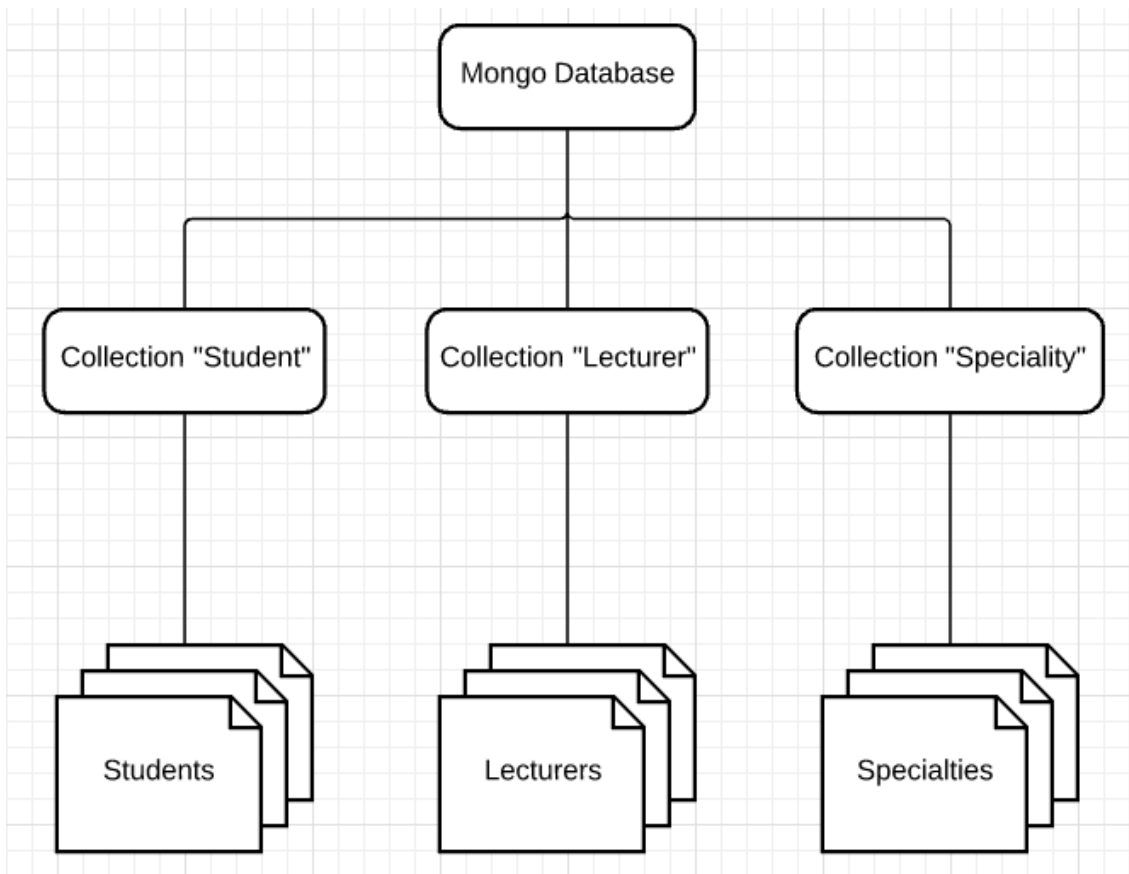 Mongo Database
Collection "Student"
Collection "Lecturer"
Collection "Speciality"
Students
Lecturers
Specialties